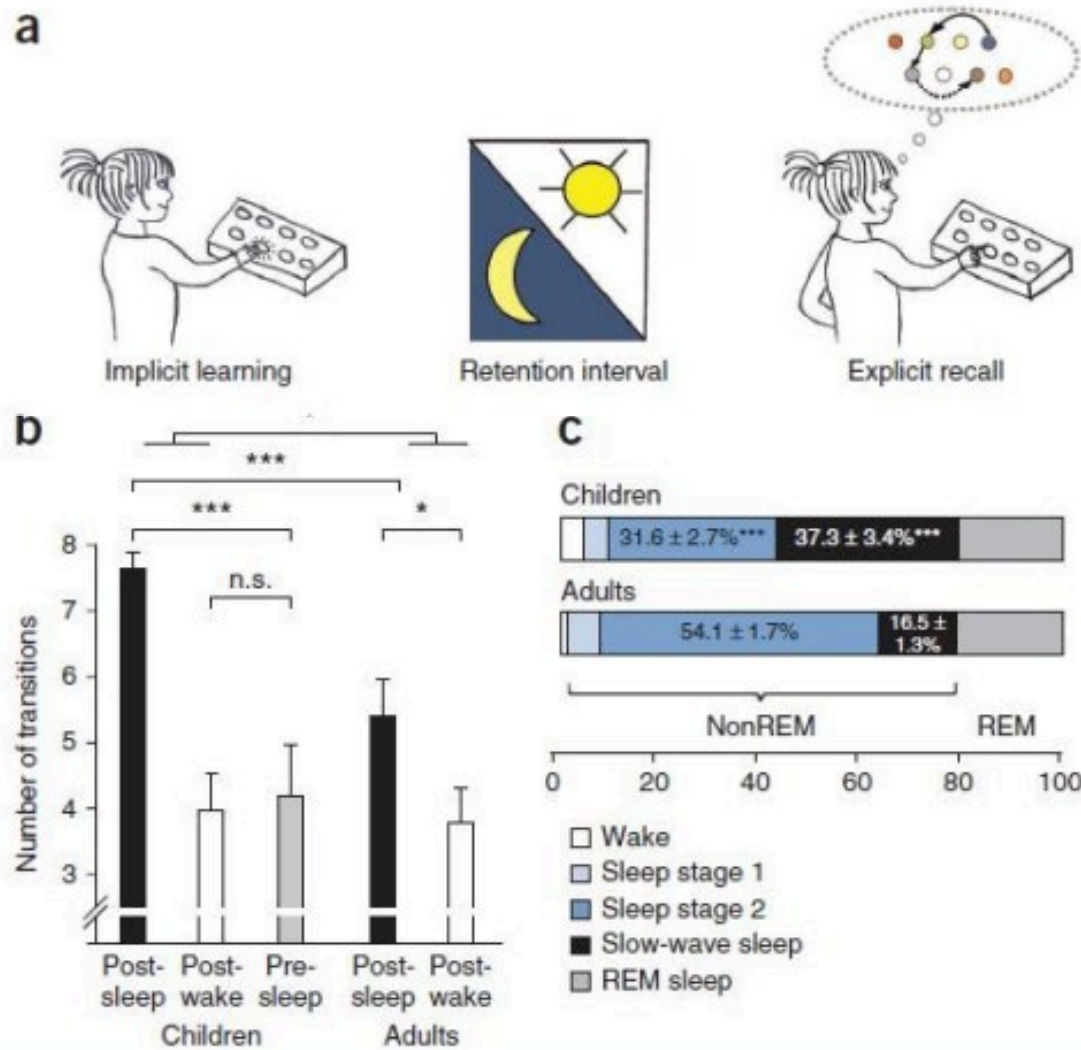 a
Implicit learning
Retention interval
Explicit recall
b
***
***
*
n.s.
8
7
6
5
4
3
Number of transitions
Post-
sleep
Post-
wake
Pre-
sleep
Post-
sleep
Post-
wake
Children
Adults
c
Children
31.6 ± 2.7%***
37.3 ± 3.4%***
Adults
54.1 ± 1.7%
16.5 ±
1.3%
NonREM
REM
0 20 40 60 80 100
Wake
Sleep stage 1
Sleep stage 2
Slow-wave sleep
REM sleep